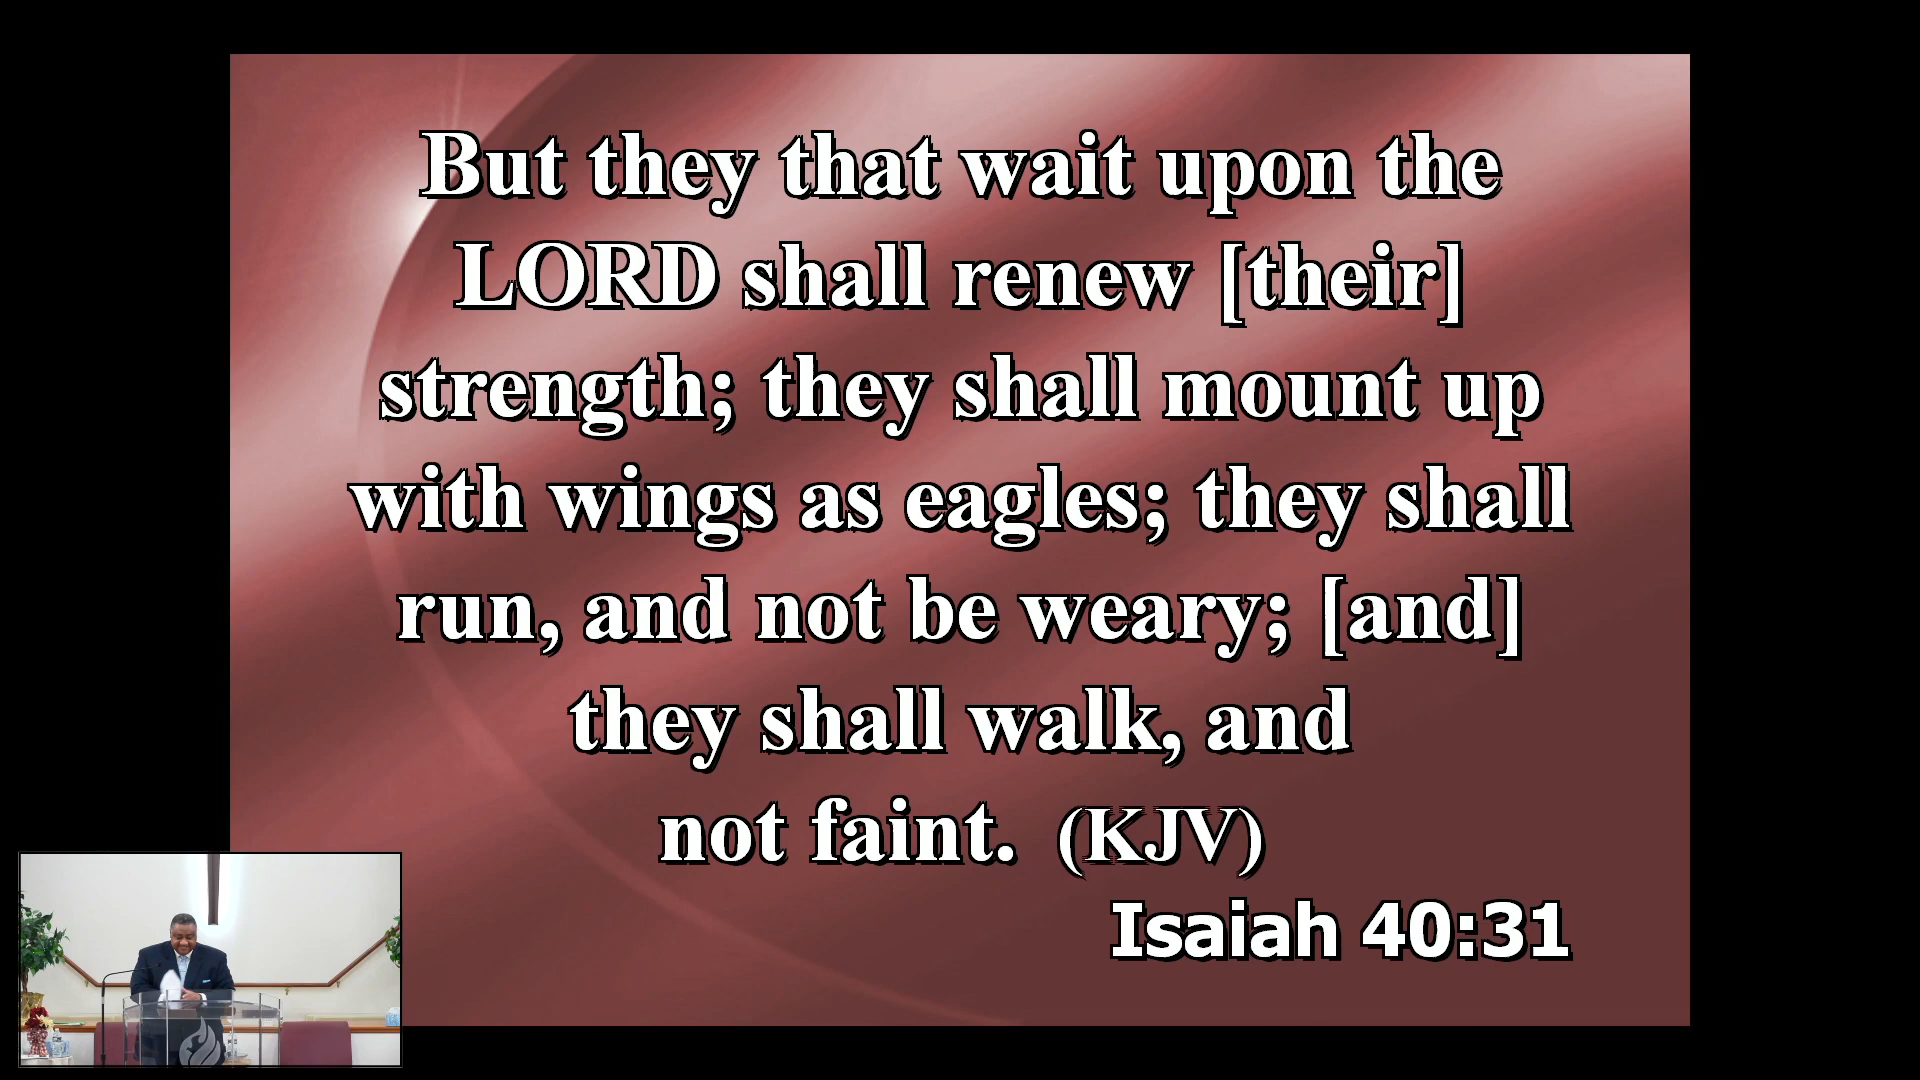 But they that wait upon the
LORD shall renew [their]
strength; they shall mount up
with wings as eagles; they shall
run, and not be weary; [and]
they shall walk, and
not faint. (KJV)
Isaiah 40:31